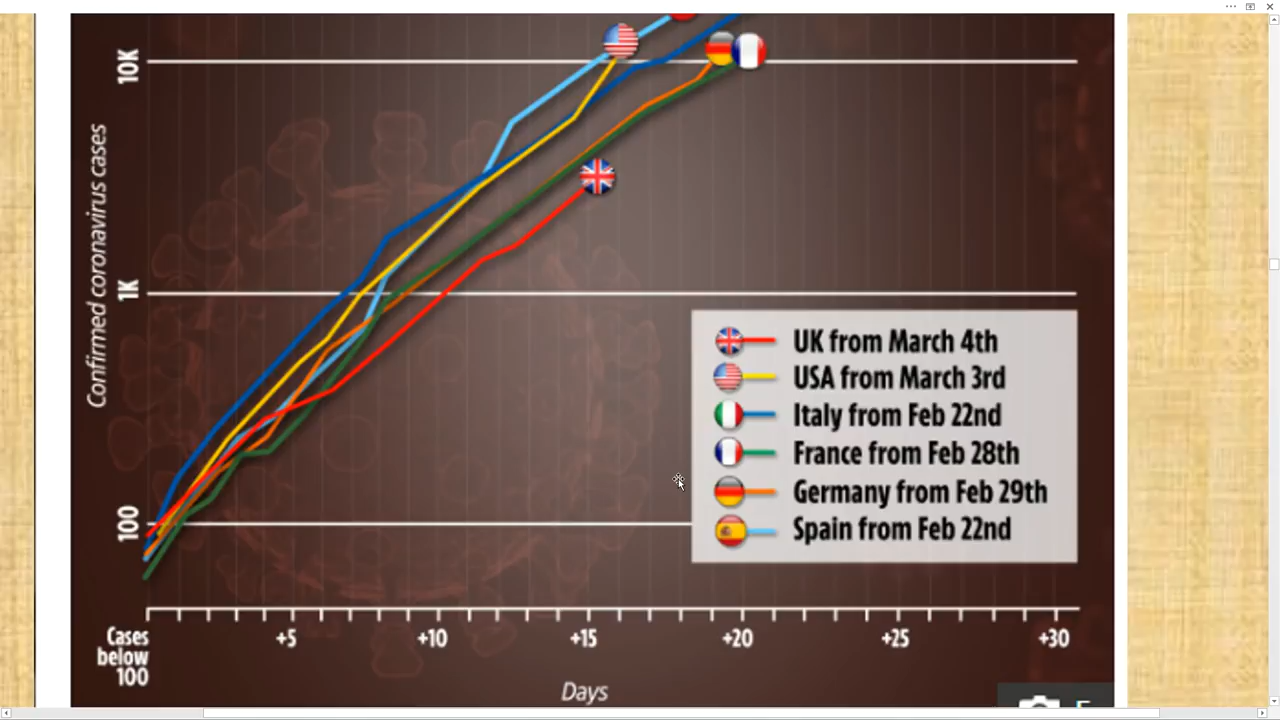 10K
Confirmed coronavirus cases
1K
UK from March 4th
USA from March 3rd
Italy from Feb 22nd
France from Feb 28th
Germany from Feb 29th
Spain from Feb 22nd
100
Cases
below
100
+5
+10
+15
+20
+25
+30
Days